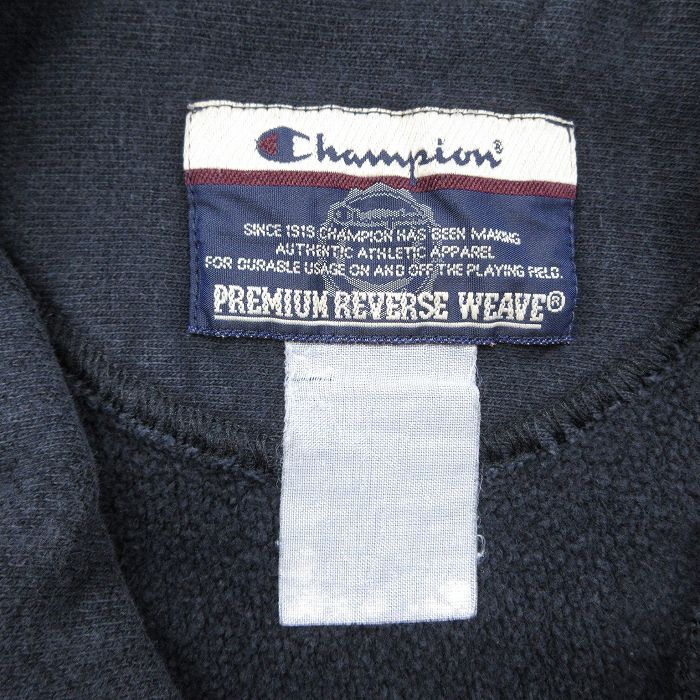 Champion®
SINCE 1919 CHAMPION HAS BEEN MAKING
AUTHENTIC ATHLETIC APPAREL
FOR DURABLE USAGE ON AND OFF THE PLAYING FIELD.
PREMIUM REVERSE WEAVE®